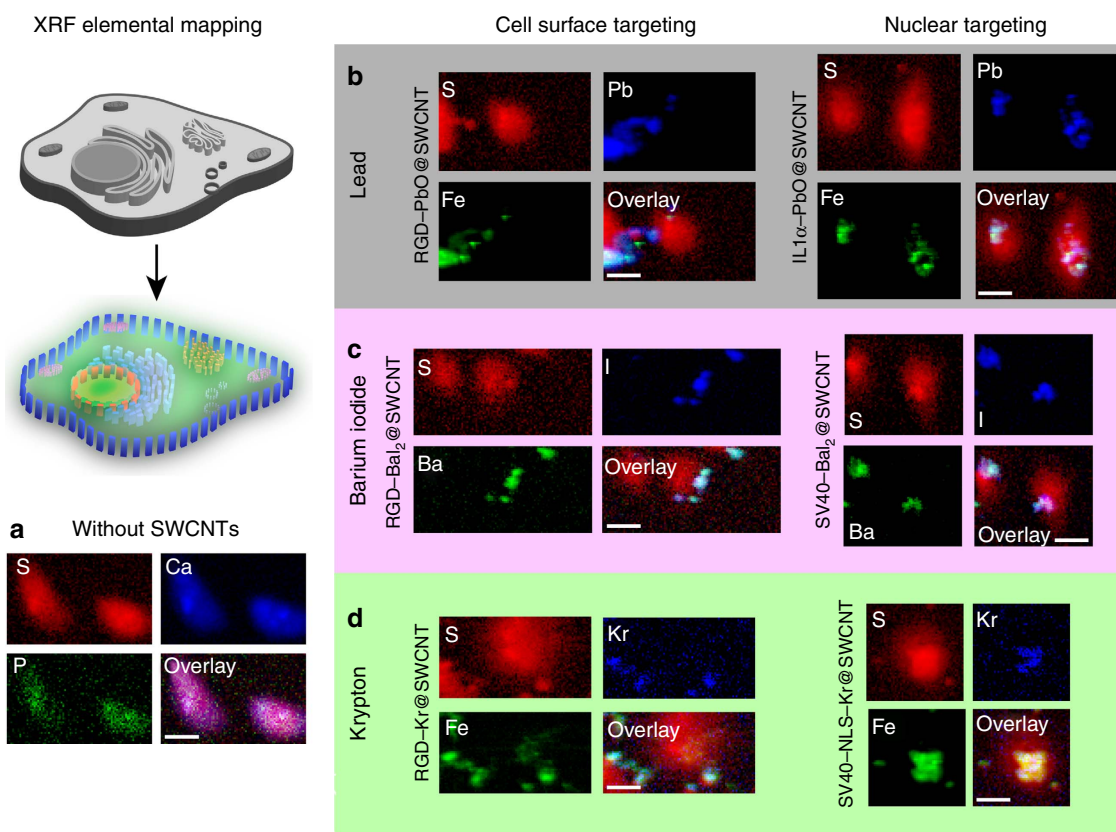 XRF elemental mapping
Cell surface targeting
Nuclear targeting
b
Lead
RGD–PbO@SWCNT
S
Pb
Fe
Overlay
IL1α–PbO@SWCNT
S
Pb
Fe
Overlay
c
Barium iodide
RGD–BaI₂@SWCNT
S
I
Ba
Overlay
SV40–BaI₂@SWCNT
S
I
Ba
Overlay
a
Without SWCNTs
S
Ca
P
Overlay
d
Krypton
RGD–Kr@SWCNT
S
Kr
Fe
Overlay
SV40–NLS–Kr@SWCNT
S
Kr
Fe
Overlay